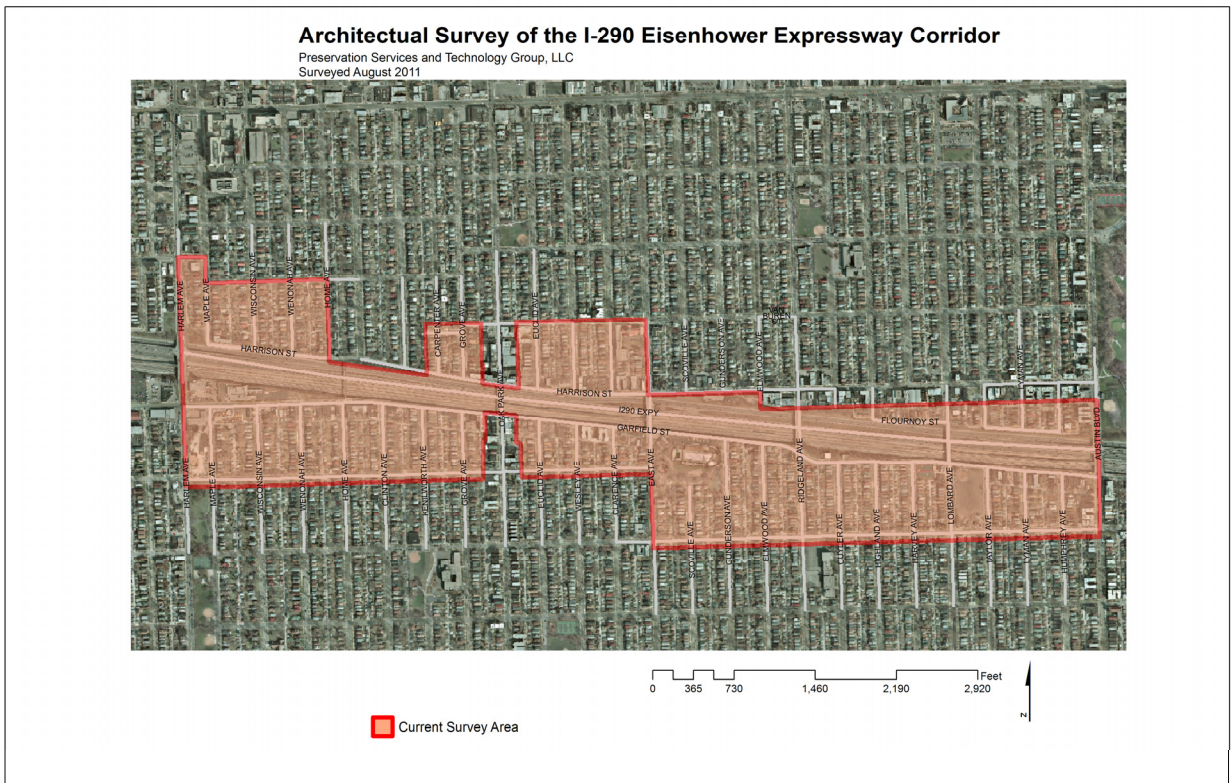 Architectual Survey of the I-290 Eisenhower Expressway Corridor
Preservation Services and Technology Group, LLC
Surveyed August 2011
HARLEM AVE
MAPLE AVE
WISCONSIN AVE
WENONAH AVE
HOME AVE
CARPENTER AVE
GROVE AVE
OAK PARK AVE
EUCLID AVE
SCOVILLE AVE
GUNDERSON AVE
ELMWOOD AVE
LYMAN AVE
HARRISON ST
HARRISON ST
I290 EXPY
GARFIELD ST
FLOURNOY ST
AUSTIN BLVD
HARLEM AVE
MAPLE AVE
WISCONSIN AVE
WENONAH AVE
HOME AVE
CLINTON AVE
KENILWORTH AVE
GROVE AVE
EUCLID AVE
WESLEY AVE
CLARENCE AVE
EAST AVE
SCOVILLE AVE
GUNDERSON AVE
ELMWOOD AVE
RIDGELAND AVE
CUYLER AVE
HIGHLAND AVE
HARVEY AVE
LOMBARD AVE
TAYLOR AVE
LYMAN AVE
HUMPHREY AVE
0 365 730 1,460 2,190 2,920
Feet
N
Current Survey Area